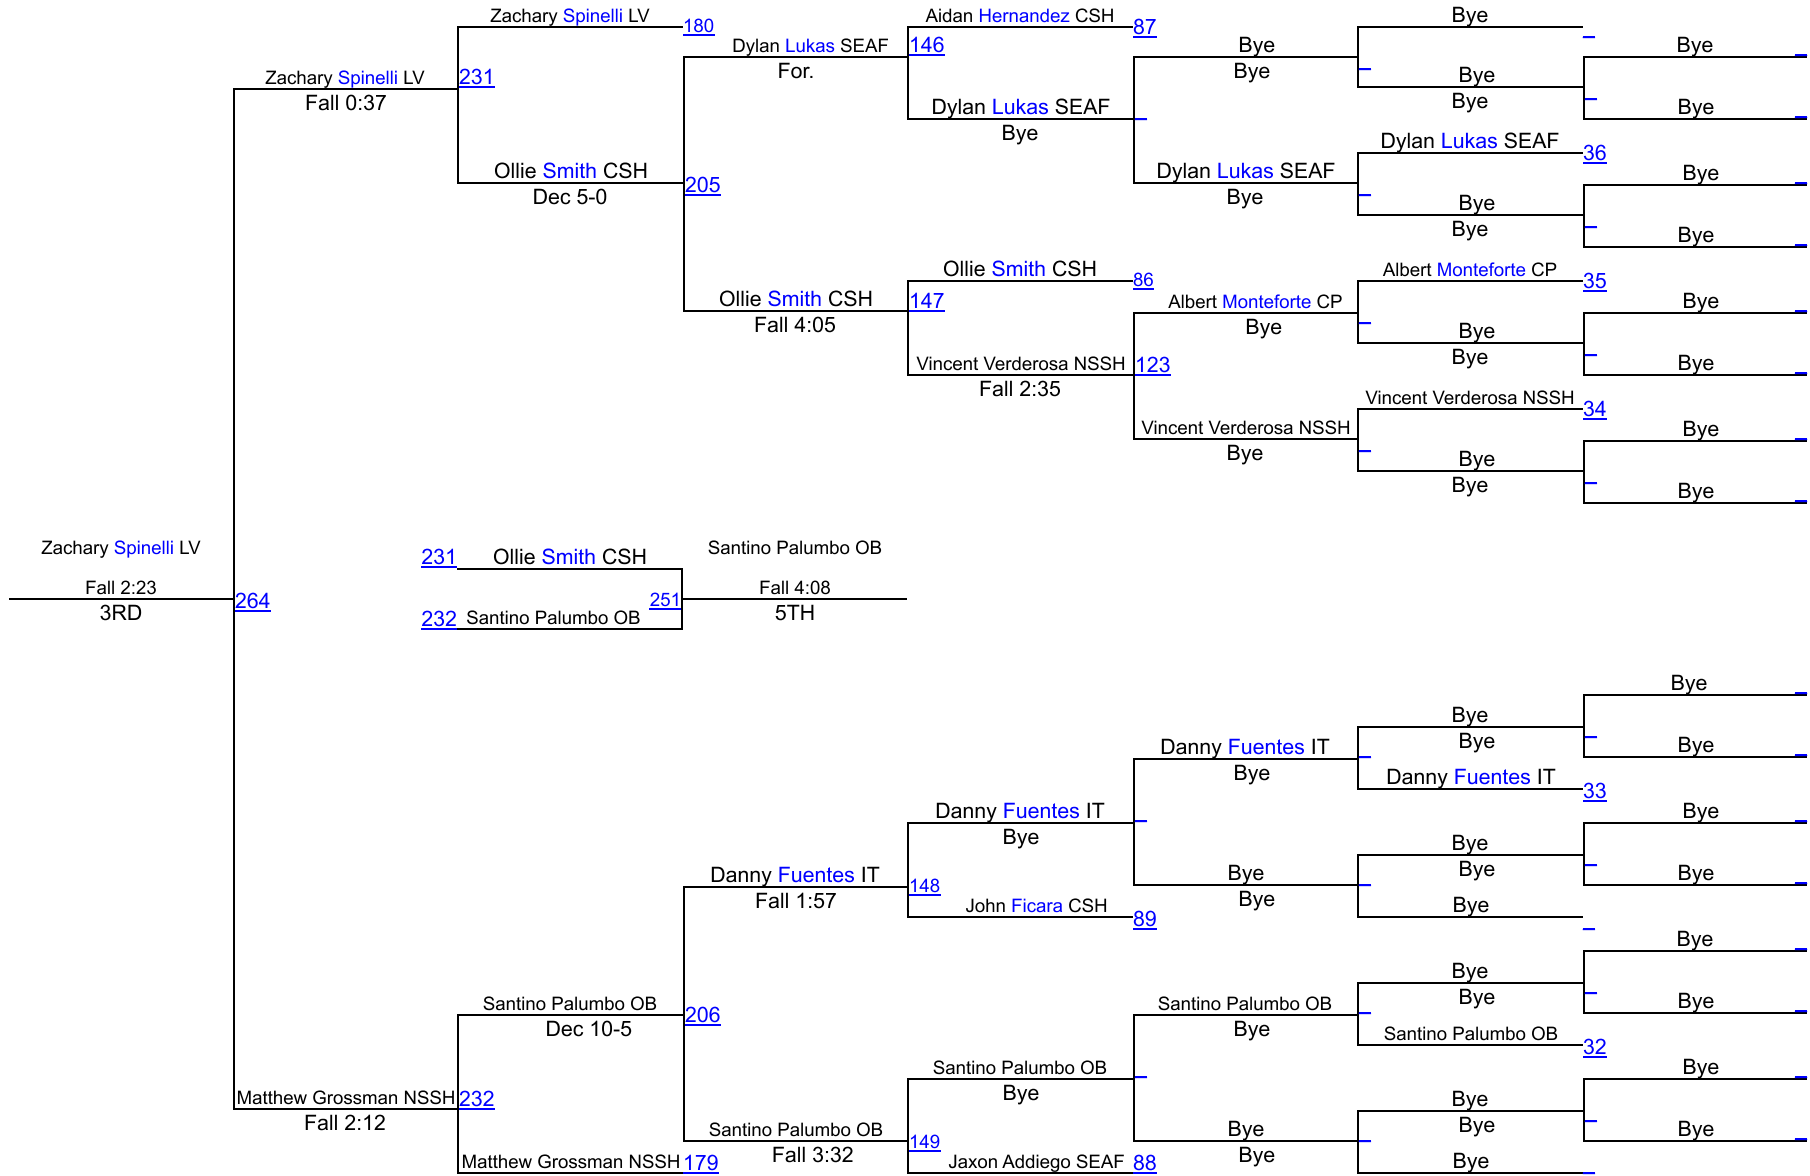 Zachary Spinelli LV
180
Aidan Hernandez CSH
87
Bye
Dylan Lukas SEAF
146
For.
Bye
Bye
Bye
Zachary Spinelli LV
231
Fall 0:37
Bye
Bye
Dylan Lukas SEAF
Bye
Bye
Dylan Lukas SEAF
36
Ollie Smith CSH
205
Dec 5-0
Dylan Lukas SEAF
Bye
Bye
Bye
Bye
Bye
Ollie Smith CSH
86
Albert Monteforte CP
35
Ollie Smith CSH
147
Fall 4:05
Albert Monteforte CP
Bye
Bye
Bye
Bye
Vincent Verderosa NSSH
123
Fall 2:35
Bye
Vincent Verderosa NSSH
34
Vincent Verderosa NSSH
Bye
Bye
Bye
Bye
Bye
Zachary Spinelli LV
Fall 2:23
264
3RD
231
Ollie Smith CSH
232
Santino Palumbo OB
251
Santino Palumbo OB
Fall 4:08
5TH
Bye
Bye
Bye
Bye
Danny Fuentes IT
Bye
Danny Fuentes IT
33
Danny Fuentes IT
Bye
Bye
Bye
Bye
Bye
Danny Fuentes IT
148
Fall 1:57
Bye
Bye
John Ficara CSH
89
Bye
Bye
Bye
Bye
Santino Palumbo OB
206
Dec 10-5
Santino Palumbo OB
Bye
Bye
Santino Palumbo OB
32
Santino Palumbo OB
Bye
Bye
Matthew Grossman NSSH
232
Fall 2:12
Bye
Bye
Bye
Santino Palumbo OB
149
Fall 3:32
Bye
Bye
Matthew Grossman NSSH
179
Jaxon Addiego SEAF
88
Bye